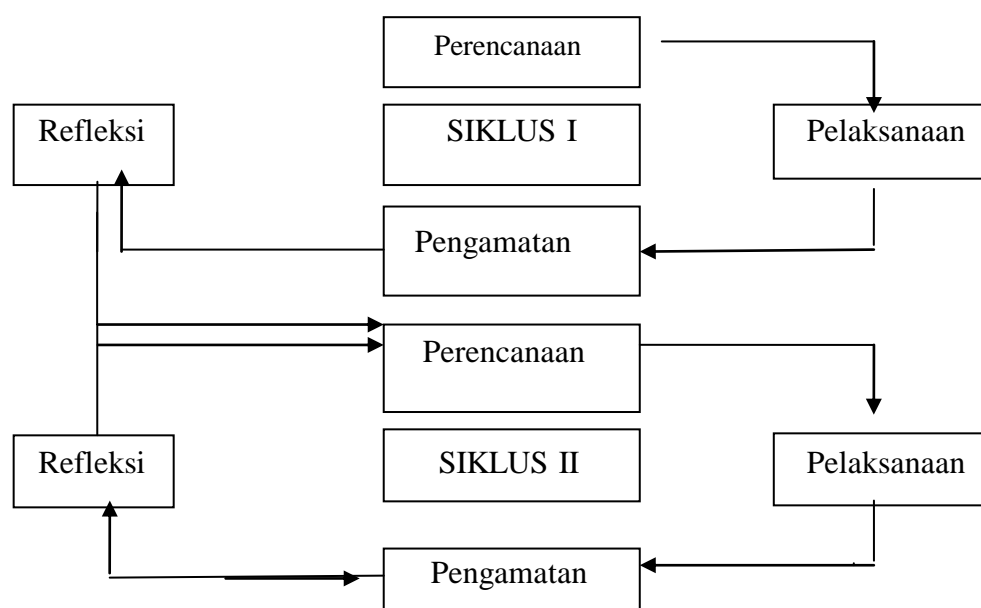 Perencanaan
Refleksi
SIKLUS I
Pelaksanaan
Pengamatan
Perencanaan
Refleksi
SIKLUS II
Pelaksanaan
Pengamatan